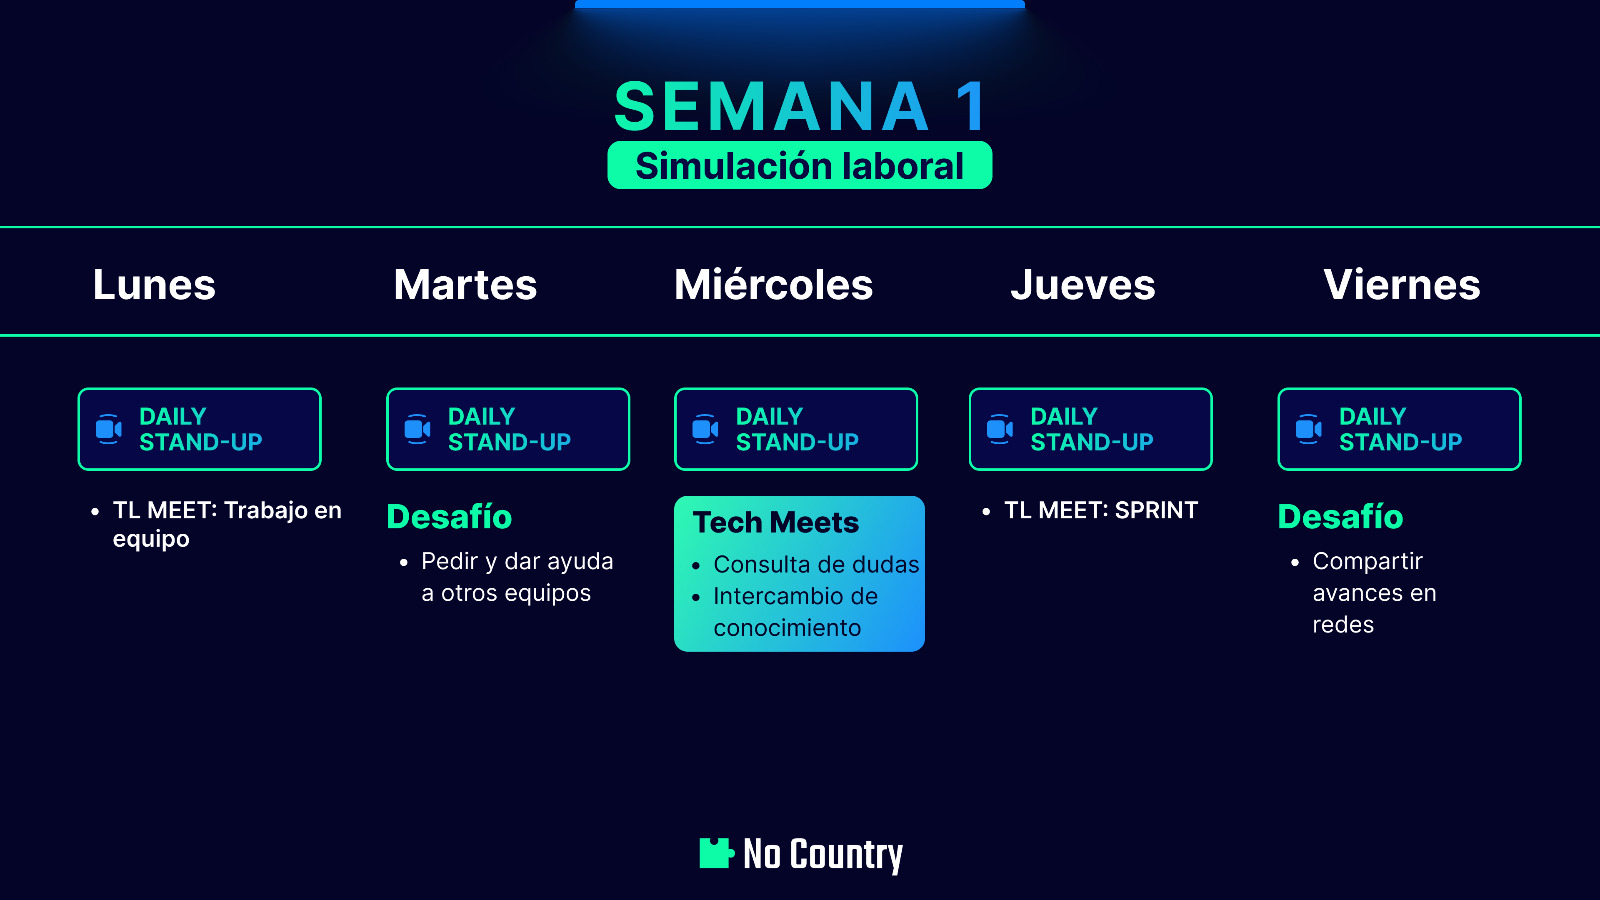 SEMANA 1
Simulación laboral
Lunes
Martes
Miércoles
Jueves
Viernes
DAILY
STAND-UP
• TL MEET: Trabajo en
equipo
DAILY
STAND-UP
Desafío
• Pedir y dar ayuda
a otros equipos
DAILY
STAND-UP
Tech Meets
• Consulta de dudas
• Intercambio de
conocimiento
DAILY
STAND-UP
• TL MEET: SPRINT
DAILY
STAND-UP
Desafío
• Compartir
avances en
redes
No Country